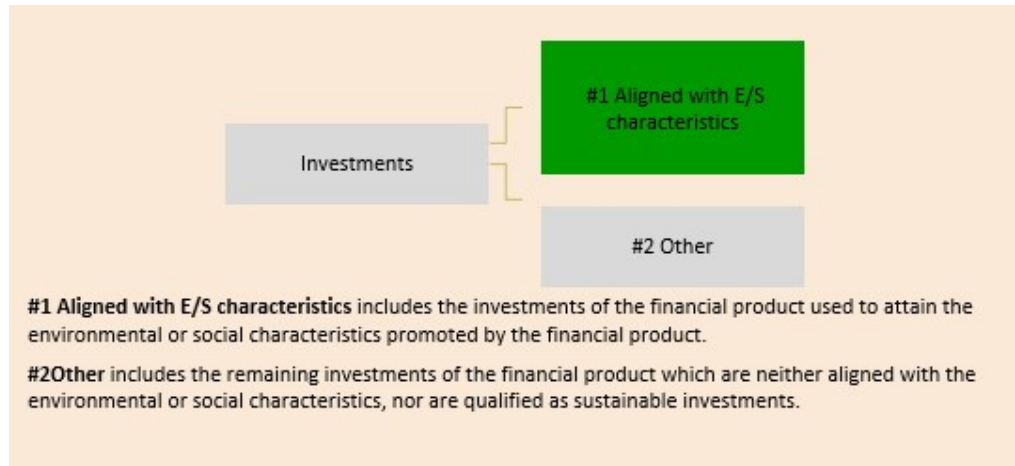 #1 Aligned with E/S
characteristics
Investments
#2 Other
#1 Aligned with E/S characteristics includes the investments of the financial product used to attain the
environmental or social characteristics promoted by the financial product.
#2Other includes the remaining investments of the financial product which are neither aligned with the
environmental or social characteristics, nor are qualified as sustainable investments.